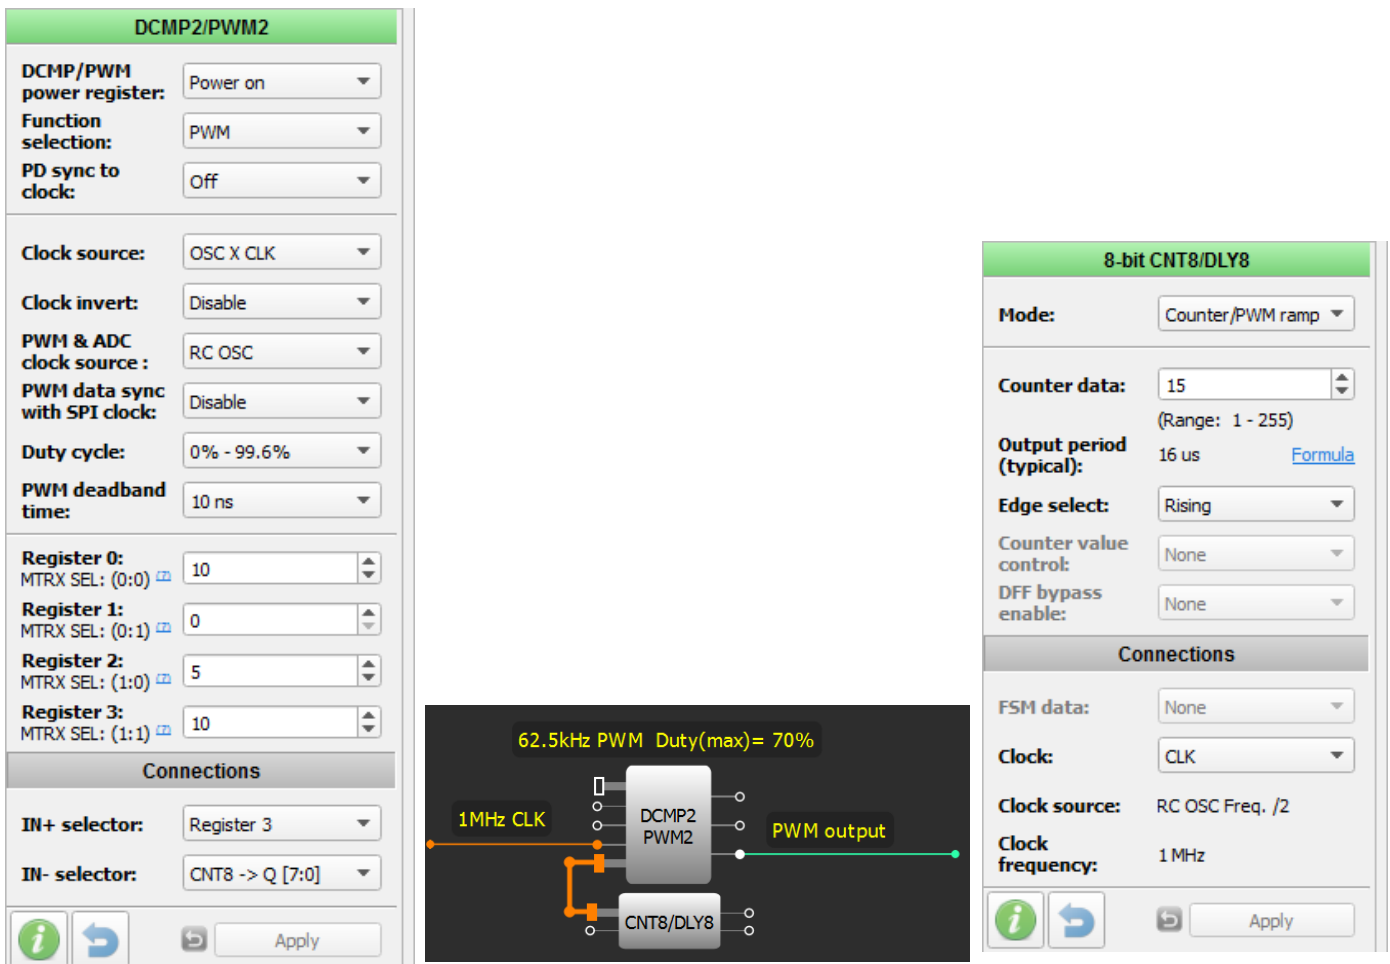 DCMP2/PWM2
DCMP/PWM
power register:
Power on
Function
selection:
PWM
PD sync to
clock:
Off
Clock source:
OSC X CLK
Clock invert:
Disable
PWM & ADC
clock source :
RC OSC
PWM data sync
with SPI clock:
Disable
Duty cycle:
0% - 99.6%
PWM deadband
time:
10 ns
Register 0:
MTRX SEL: (0:0)
10
Register 1:
MTRX SEL: (0:1)
0
Register 2:
MTRX SEL: (1:0)
5
Register 3:
MTRX SEL: (1:1)
10
Connections
IN+ selector:
Register 3
IN- selector:
CNT8 -> Q [7:0]
Apply
62.5kHz PWM Duty(max)= 70%
1MHz CLK
DCMP2
PWM2
PWM output
CNT8/DLY8
8-bit CNT8/DLY8
Mode:
Counter/PWM ramp
Counter data:
15
(Range: 1 - 255)
Output period
(typical):
16 us
Formula
Edge select:
Rising
Counter value
control:
None
DFF bypass
enable:
None
Connections
FSM data:
None
Clock:
CLK
Clock source:
RC OSC Freq. /2
Clock
frequency:
1 MHz
Apply